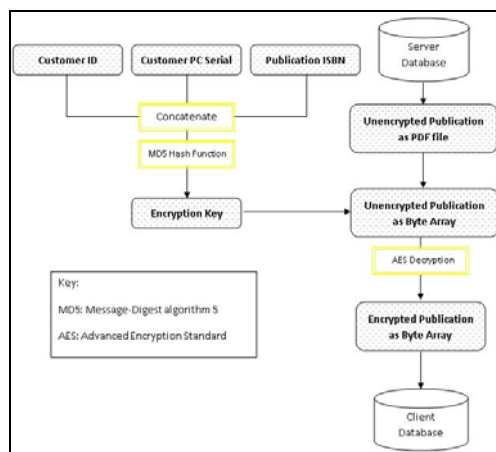 Customer ID
Customer PC Serial
Publication ISBN
Server
Database
Concatenate
MD5 Hash Function
Unencrypted Publication
as PDF file
Encryption Key
Unencrypted Publication
as Byte Array
AES Decryption
Key:
MD5: Message-Digest algorithm 5
AES: Advanced Encryption Standard
Encrypted Publication
as Byte Array
Client
Database